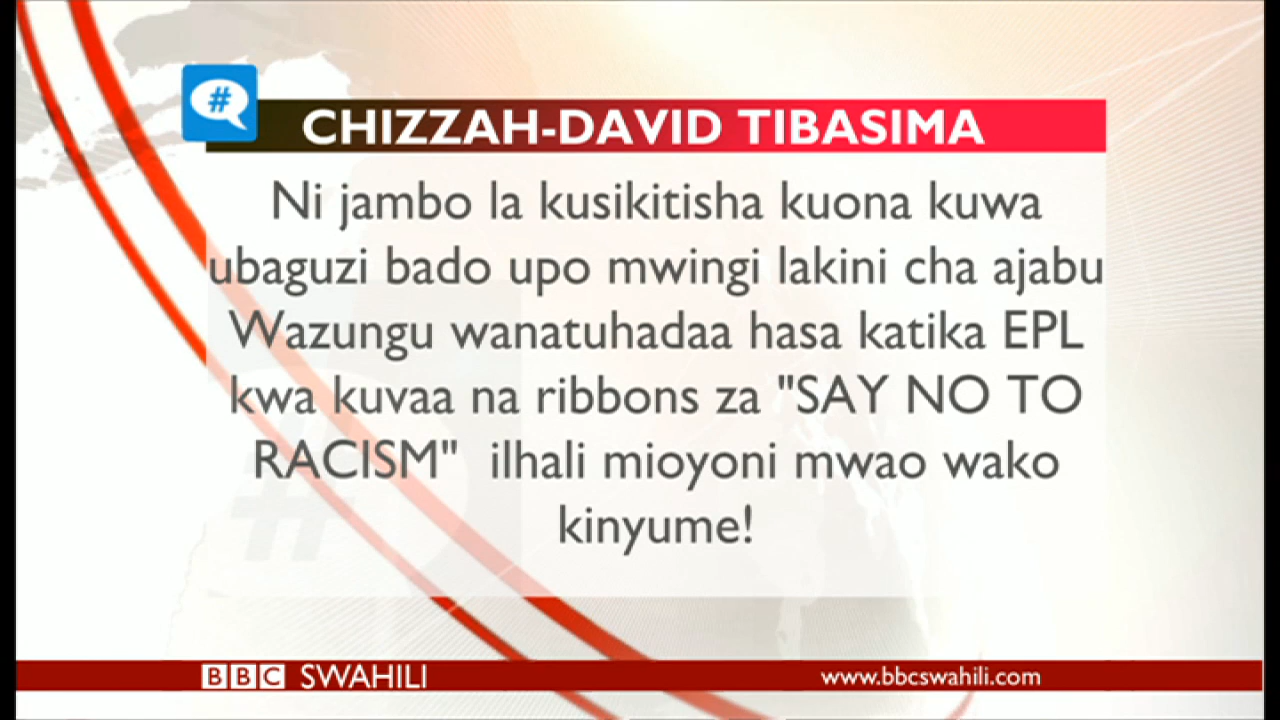 #
CHIZZAH-DAVID TIBASIMA
Ni jambo la kusikitisha kuona kuwa
ubaguzi bado upo mwingi lakini cha ajabu
Wazungu wanatuhadaa hasa katika EPL
kwa kuvaa na ribbons za "SAY NO TO
RACISM" ilhali mioyoni mwao wako
kinyume!
BBC SWAHILI
www.bbcswahili.com